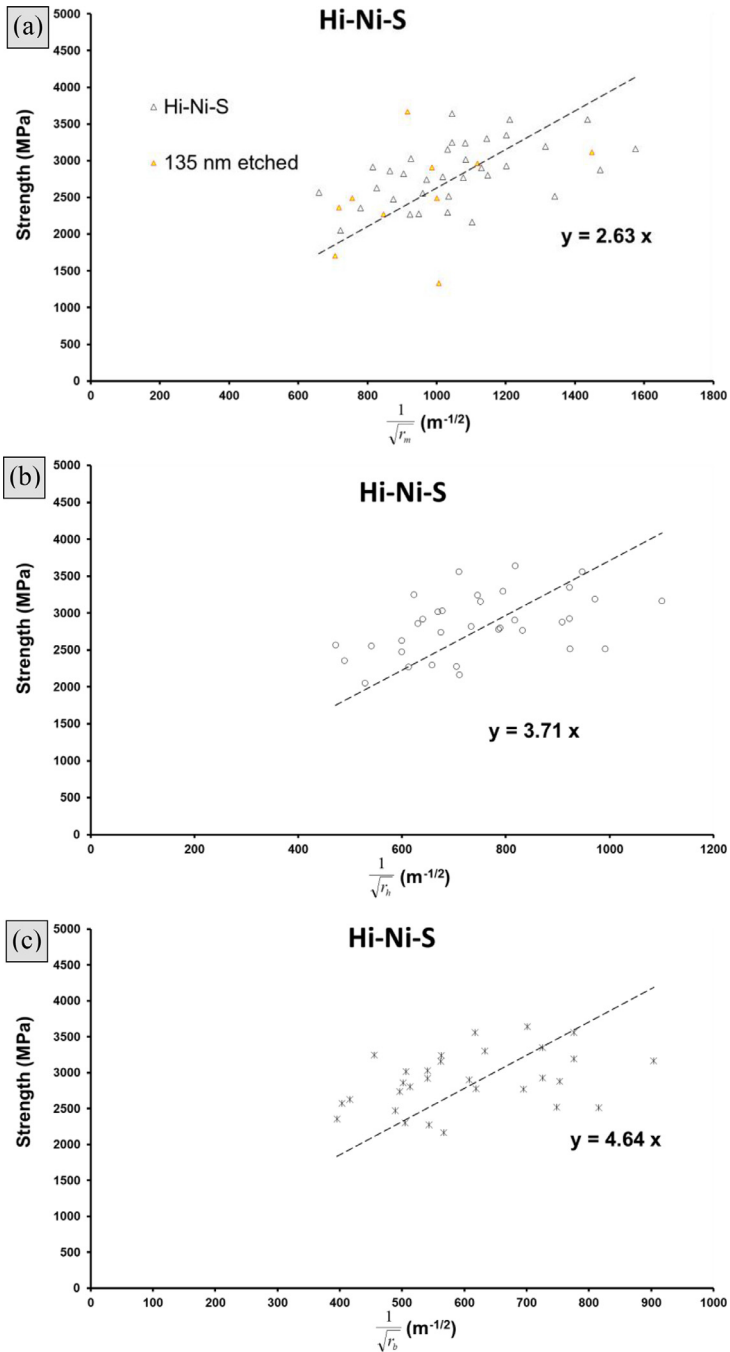 (a)
Hi-Ni-S
5000
4500
4000
3500
3000
2500
2000
1500
1000
500
0
Strength (MPa)
Hi-Ni-S
135 nm etched
y = 2.63 x
0 200 400 600 800 1000 1200 1400 1600 1800
1/√r_m (m^-1/2)
(b)
Hi-Ni-S
5000
4500
4000
3500
3000
2500
2000
1500
1000
500
0
Strength (MPa)
y = 3.71 x
0 200 400 600 800 1000 1200
1/√r_h (m^-1/2)
(c)
Hi-Ni-S
5000
4500
4000
3500
3000
2500
2000
1500
1000
500
0
Strength (MPa)
y = 4.64 x
0 100 200 300 400 500 600 700 800 900 1000
1/√r_b (m^-1/2)